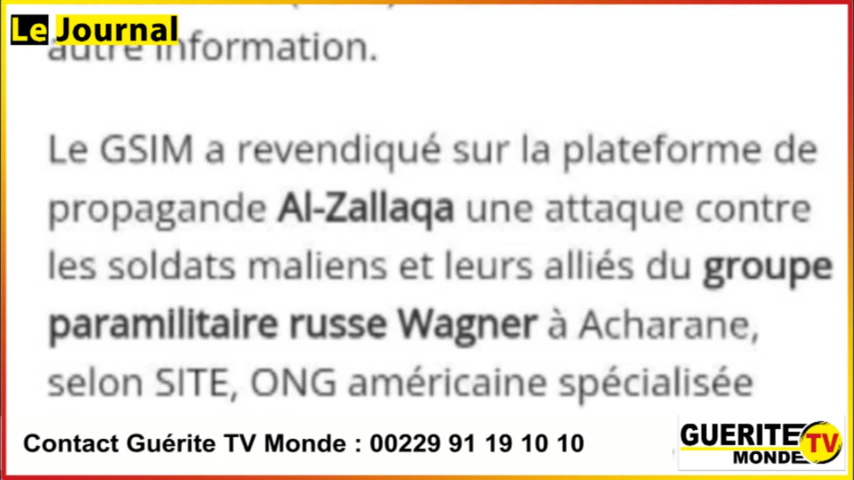 Le Journal
autre information.
Le GSIM a revendiqué sur la plateforme de
propagande Al-Zallaqa une attaque contre
les soldats maliens et leurs alliés du groupe
paramilitaire russe Wagner à Acharane,
selon SITE, ONG américaine spécialisée
Contact Guérite TV Monde : 00229 91 19 10 10
GUERITE TV
MONDE